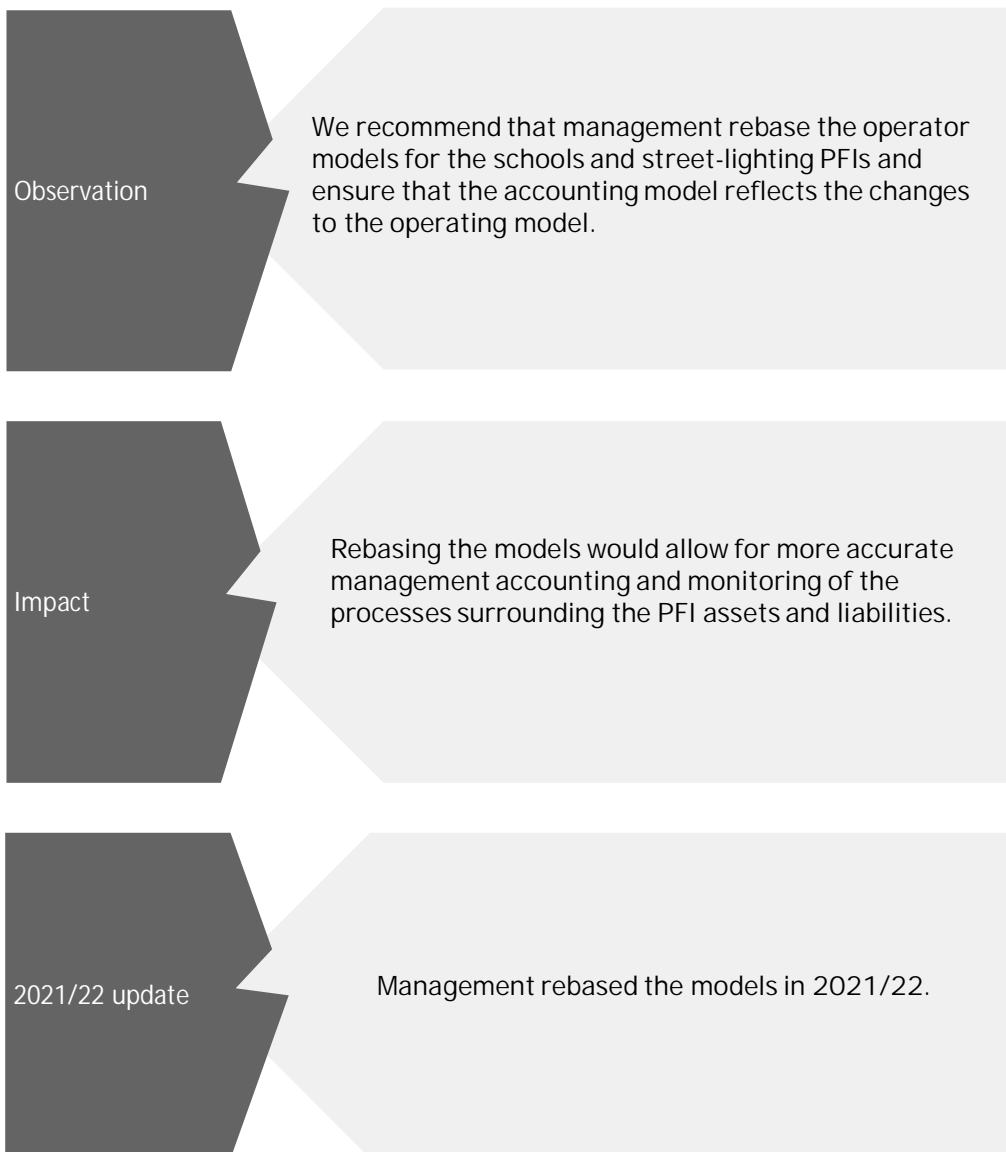 Observation
We recommend that management rebase the operator
models for the schools and street-lighting PFIs and
ensure that the accounting model reflects the changes
to the operating model.
Impact
Rebasing the models would allow for more accurate
management accounting and monitoring of the
processes surrounding the PFI assets and liabilities.
2021/22 update
Management rebased the models in 2021/22.